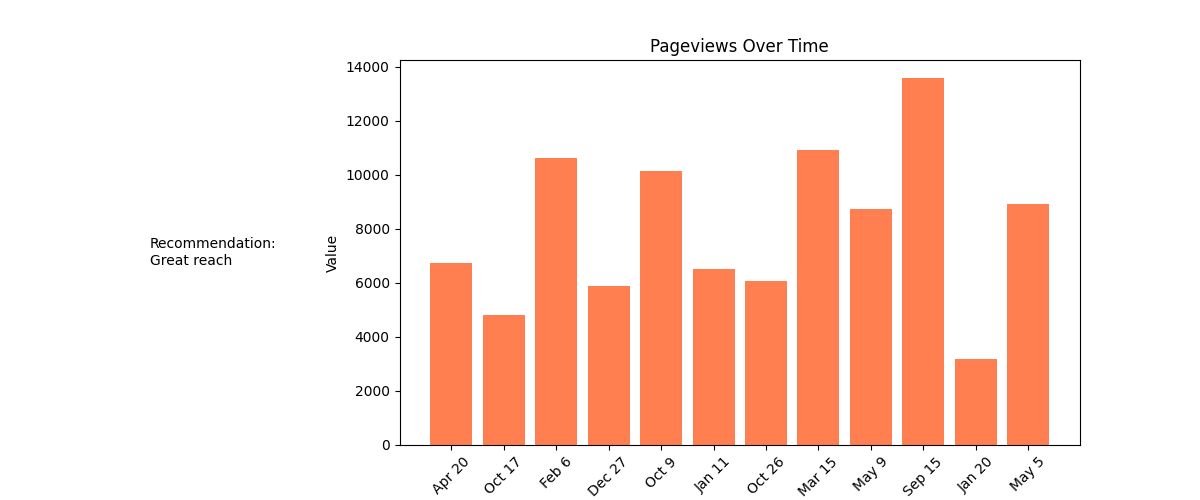 Pageviews Over Time
Recommendation:
Great reach
Value
14000
12000
10000
8000
6000
4000
2000
0
Apr 20
Oct 17
Feb 6
Dec 27
Oct 9
Jan 11
Oct 26
Mar 15
May 9
Sep 15
Jan 20
May 5